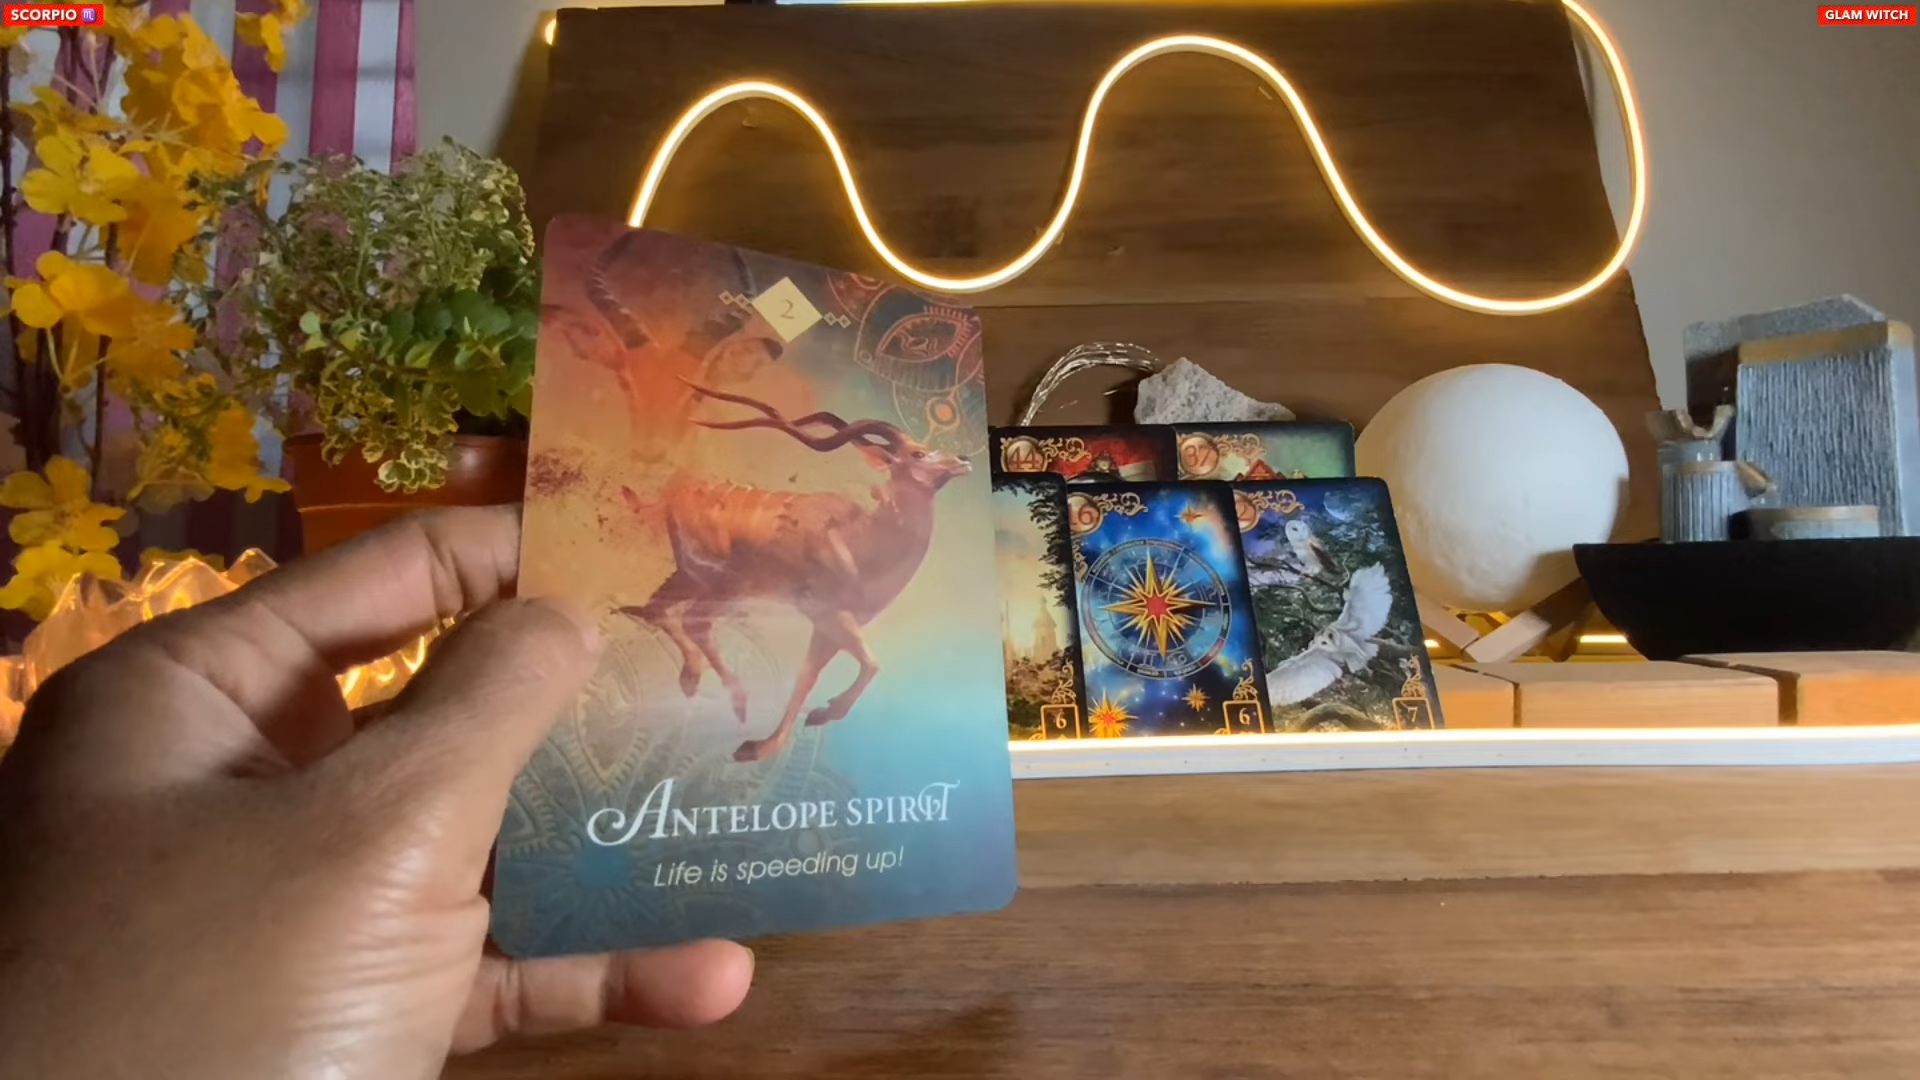 SCORPIO ♏
GLAM WITCH
2
44
37
16
6
6
7
ANTELOPE SPIRIT
Life is speeding up!